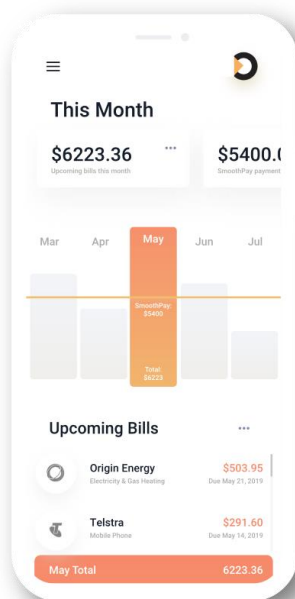 This Month
$6223.36
Upcoming bills this month
$5400.0
SmoothPay payment
Mar Apr May Jun Jul
SmoothPay
$5400
Total
$6223
Upcoming Bills
Origin Energy $503.95
Electricity & Gas Heating Due May 21, 2019
Telstra $291.60
Mobile Phone Due May 14, 2019
May Total 6223.36